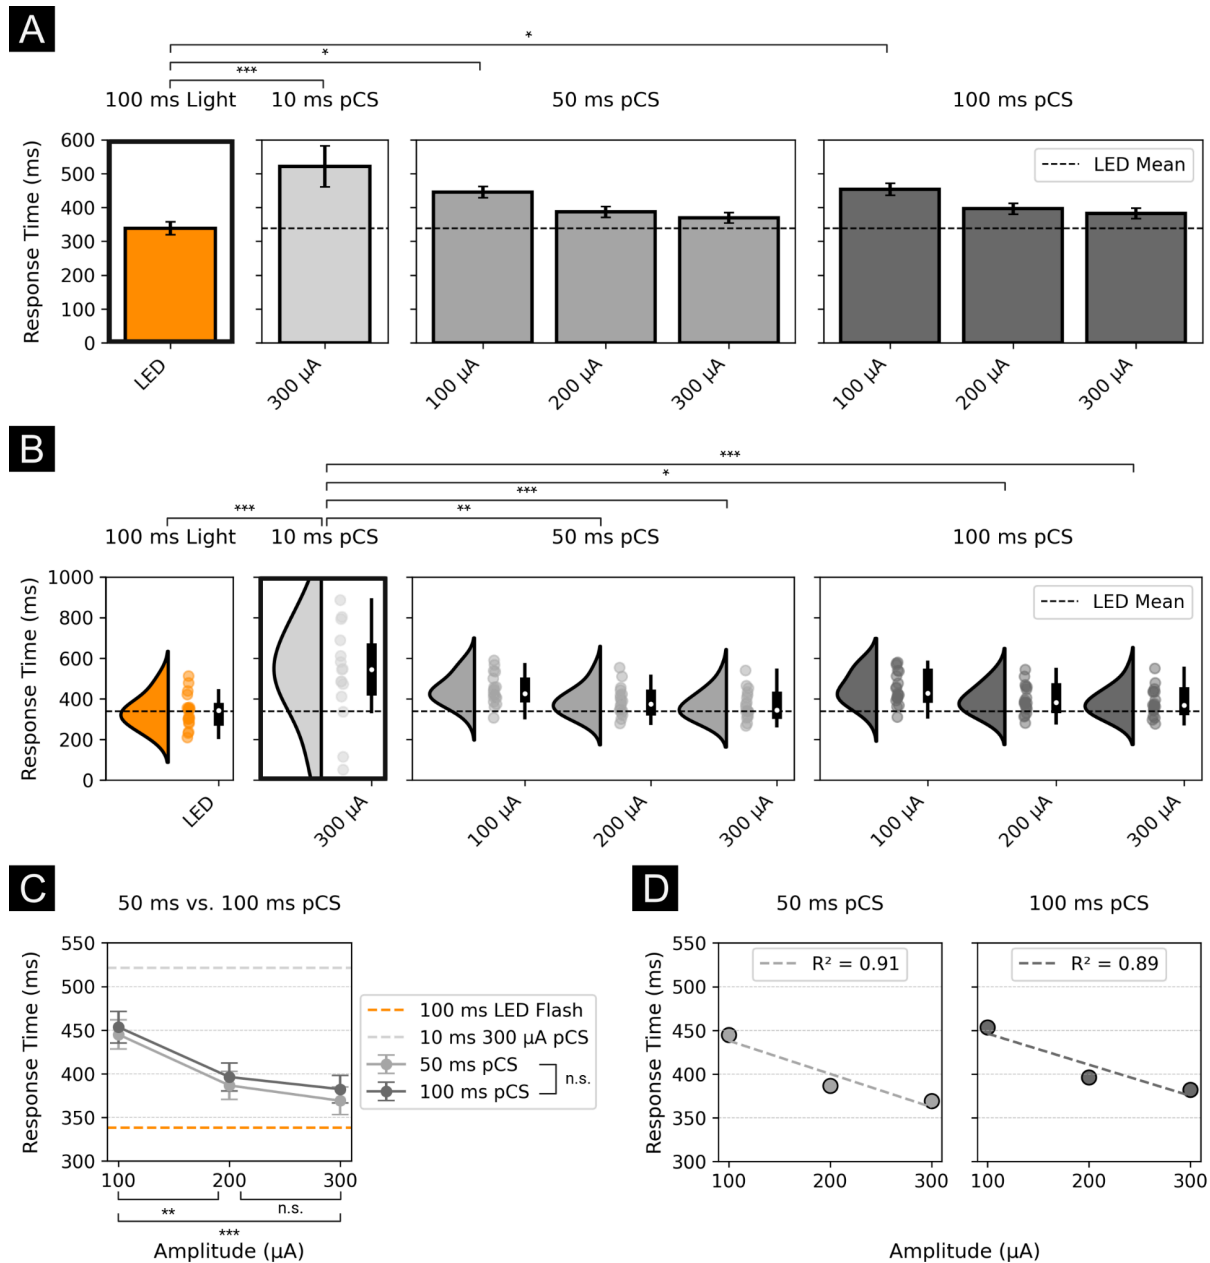 A
*
*
***
100 ms Light 10 ms pCS 50 ms pCS 100 ms pCS
Response Time (ms)
600
500
400
300
200
100
0
LED Mean
LED 300 µA 100 µA 200 µA 300 µA 100 µA 200 µA 300 µA
B
***
*
***
*** **
100 ms Light 10 ms pCS 50 ms pCS 100 ms pCS
Response Time (ms)
1000
800
600
400
200
0
LED Mean
LED 300 µA 100 µA 200 µA 300 µA 100 µA 200 µA 300 µA
C
50 ms vs. 100 ms pCS
Response Time (ms)
550
500
450
400
350
300
100 200 300
** n.s.
***
Amplitude (µA)
100 ms LED Flash
10 ms 300 µA pCS
50 ms pCS
100 ms pCS
n.s.
D
50 ms pCS 100 ms pCS
Response Time (ms)
550
500
450
400
350
300
R² = 0.91 R² = 0.89
100 200 300 100 200 300
Amplitude (µA)